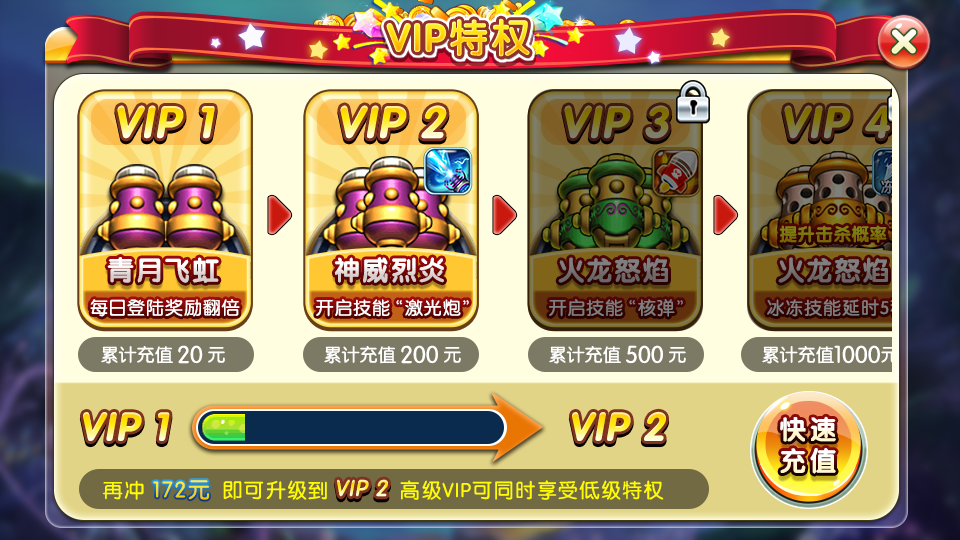 VIP特权
VIP 1
青月飞虹
每日登陆奖励翻倍
累计充值 20 元
VIP 2
神威烈炎
开启技能“激光炮”
累计充值 200 元
VIP 3
火龙怒焰
开启技能“核弹”
累计充值 500 元
VIP 4
冻
提升击杀概率
火龙怒焰
冰冻技能延时5
累计充值1000元
VIP 1
VIP 2
快速
充值
再冲 172元 即可升级到 VIP 2 高级VIP可同时享受低级特权